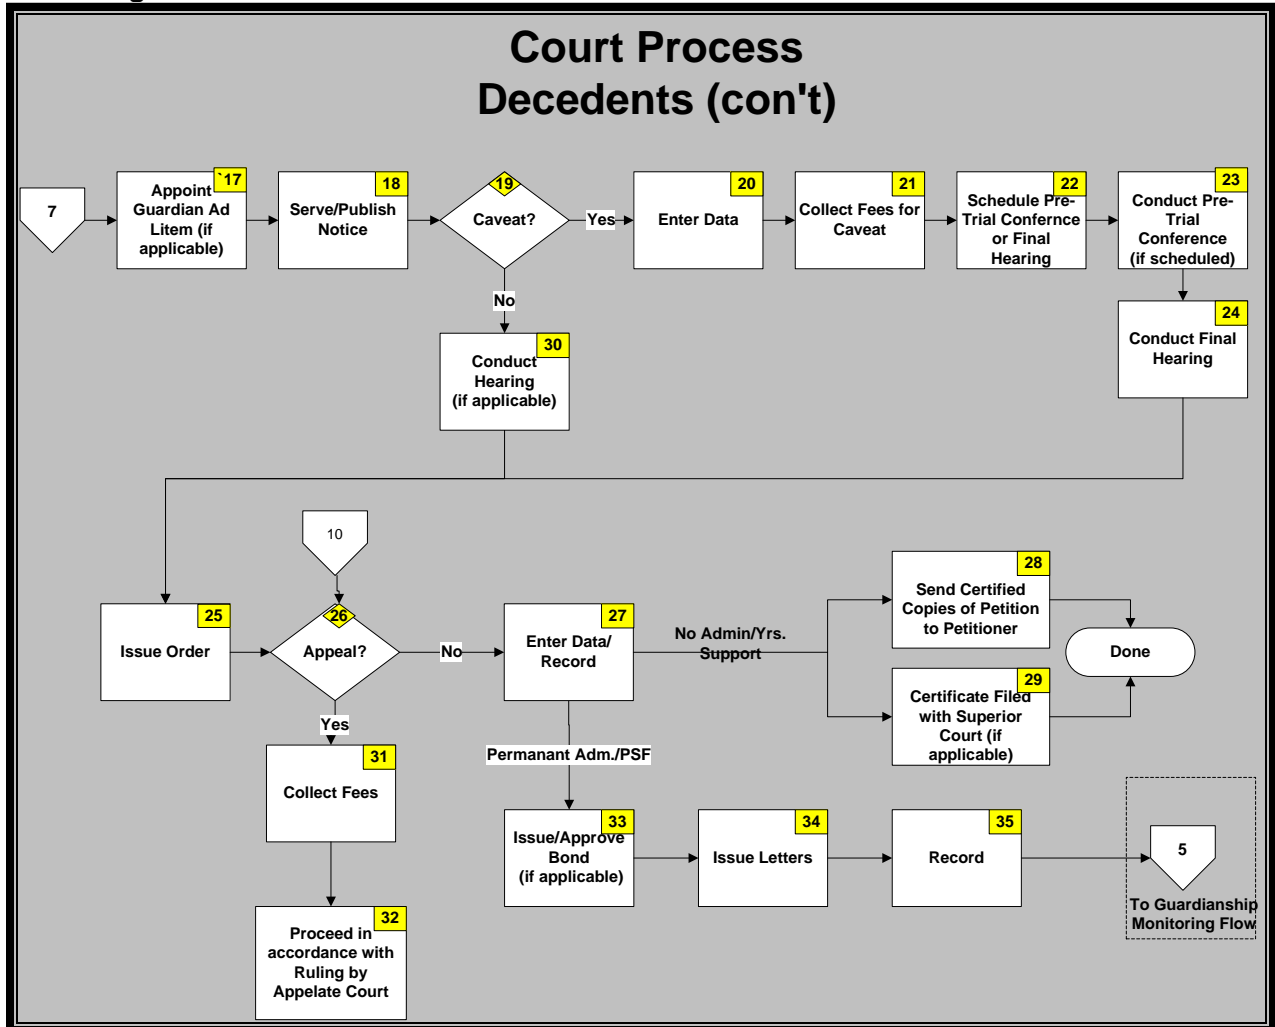 Court Process
Decedents (con't)
7
`17
Appoint
Guardian Ad
Litem (if
applicable)
18
Serve/Publish
Notice
19
Caveat?
Yes
20
Enter Data
21
Collect Fees for
Caveat
22
Schedule Pre-
Trial Confernce
or Final
Hearing
23
Conduct Pre-
Trial
Conference
(if scheduled)
No
24
Conduct Final
Hearing
30
Conduct
Hearing
(if applicable)
10
25
Issue Order
26
Appeal?
No
27
Enter Data/
Record
No Admin/Yrs.
Support
28
Send Certified
Copies of Petition
to Petitioner
Done
29
Certificate Filed
with Superior
Court (if
applicable)
Yes
31
Collect Fees
Permanant Adm./PSF
33
Issue/Approve
Bond
(if applicable)
34
Issue Letters
35
Record
5
To Guardianship
Monitoring Flow
32
Proceed in
accordance with
Ruling by
Appelate Court